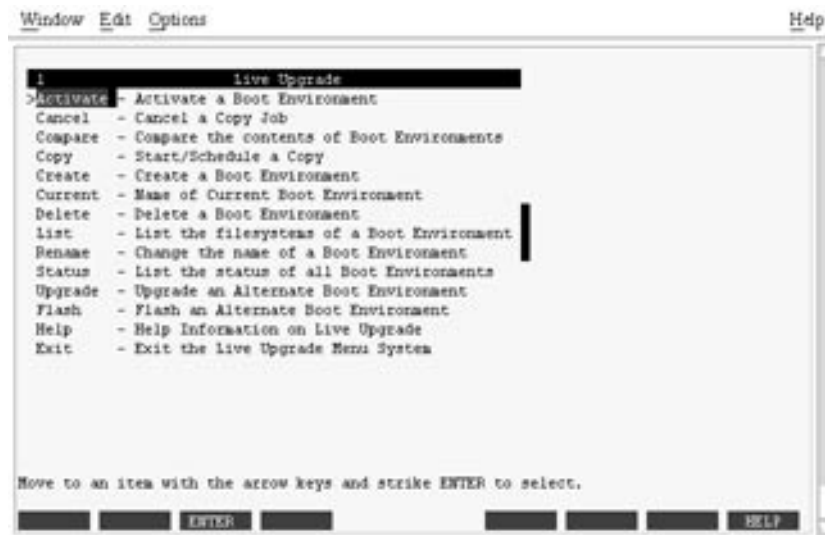 Window Edit Options Help
1 Live Upgrade
>Activate - Activate a Boot Environment
Cancel - Cancel a Copy Job
Compare - Compare the contents of Boot Environments
Copy - Start/Schedule a Copy
Create - Create a Boot Environment
Current - Name of Current Boot Environment
Delete - Delete a Boot Environment
List - List the filesystems of a Boot Environment
Rename - Change the name of a Boot Environment
Status - List the status of all Boot Environments
Upgrade - Upgrade an Alternate Boot Environment
Flash - Flash an Alternate Boot Environment
Help - Help Information on Live Upgrade
Exit - Exit the Live Upgrade Menu System
Move to an item with the arrow keys and strike ENTER to select.
ENTER HELP